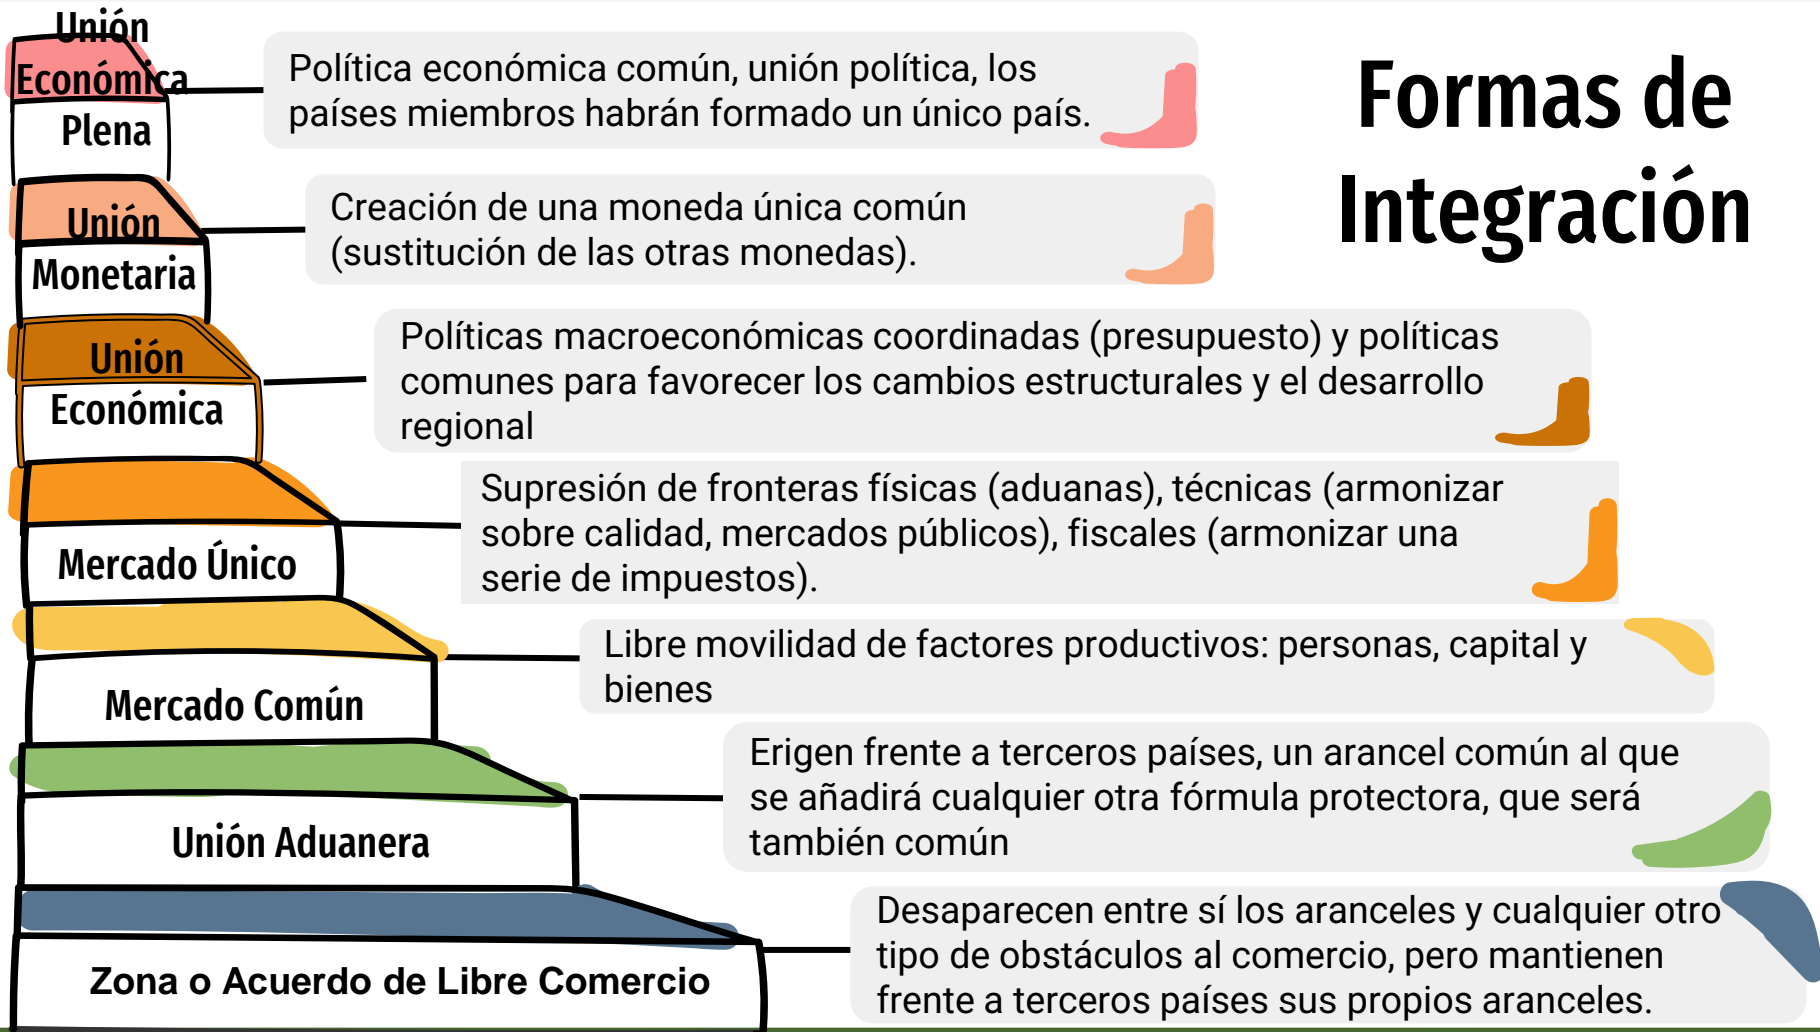 Formas de
Integración
Unión
Económica
Plena
Política económica común, unión política, los
países miembros habrán formado un único país.
Unión
Monetaria
Creación de una moneda única común
(sustitución de las otras monedas).
Unión
Económica
Políticas macroeconómicas coordinadas (presupuesto) y políticas
comunes para favorecer los cambios estructurales y el desarrollo
regional
Mercado Único
Supresión de fronteras físicas (aduanas), técnicas (armonizar
sobre calidad, mercados públicos), fiscales (armonizar una
serie de impuestos).
Mercado Común
Libre movilidad de factores productivos: personas, capital y
bienes
Unión Aduanera
Erigen frente a terceros países, un arancel común al que
se añadirá cualquier otra fórmula protectora, que será
también común
Zona o Acuerdo de Libre Comercio
Desaparecen entre sí los aranceles y cualquier otro
tipo de obstáculos al comercio, pero mantienen
frente a terceros países sus propios aranceles.